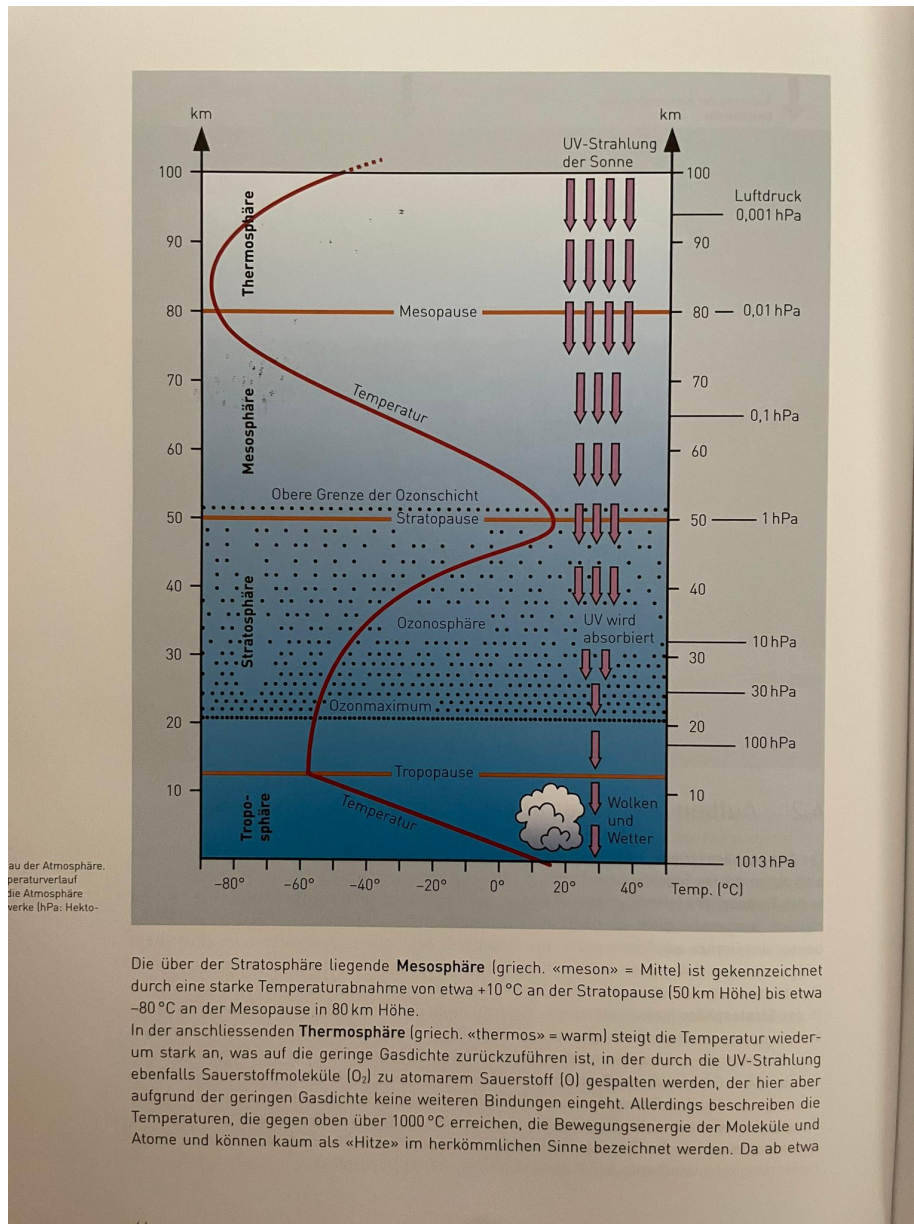 km
km
UV-Strahlung
der Sonne
100
100
Luftdruck
0,001 hPa
90
90
Thermosphäre
80
Mesopause
80
0,01 hPa
70
70
Temperatur
0,1 hPa
Mesosphäre
60
60
Obere Grenze der Ozonschicht
50
Stratopause
50
1 hPa
40
40
Stratosphäre
Ozonosphäre
UV wird
absorbiert
10 hPa
30
30
30 hPa
Ozonmaximum
20
20
100 hPa
Tropopause
10
10
Tropo-
sphäre
Temperatur
Wolken
und
Wetter
1013 hPa
–80° –60° –40° –20° 0° 20° 40° Temp. (°C)
au der Atmosphäre.
peraturverlauf
die Atmosphäre
werke (hPa: Hekto-
Die über der Stratosphäre liegende Mesosphäre (griech. «meson» = Mitte) ist gekennzeichnet
durch eine starke Temperaturabnahme von etwa +10 °C an der Stratopause (50 km Höhe) bis etwa
–80 °C an der Mesopause in 80 km Höhe.
In der anschliessenden Thermosphäre (griech. «thermos» = warm) steigt die Temperatur wieder-
um stark an, was auf die geringe Gasdichte zurückzuführen ist, in der durch die UV-Strahlung
ebenfalls Sauerstoffmoleküle (O₂) zu atomarem Sauerstoff (O) gespalten werden, der hier aber
aufgrund der geringen Gasdichte keine weiteren Bindungen eingeht. Allerdings beschreiben die
Temperaturen, die gegen oben über 1000 °C erreichen, die Bewegungsenergie der Moleküle und
Atome und können kaum als «Hitze» im herkömmlichen Sinne bezeichnet werden. Da ab etwa